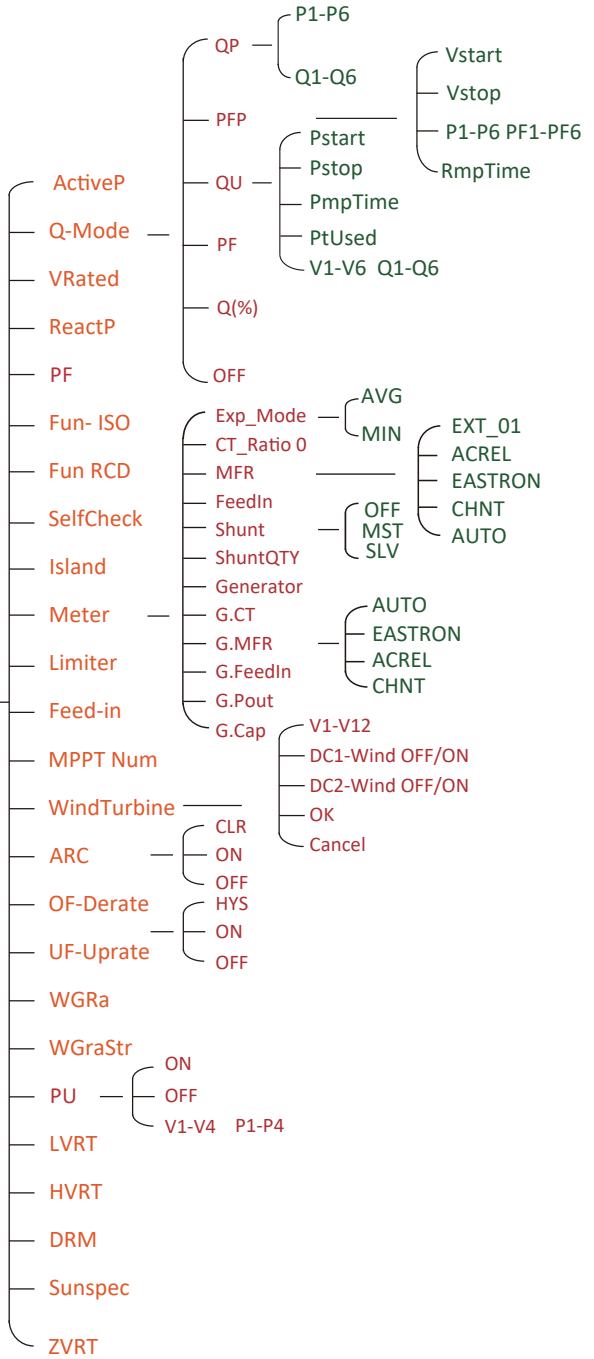 ActiveP
Q-Mode
VRated
ReactP
PF
Fun- ISO
Fun RCD
SelfCheck
Island
Meter
Limiter
Feed-in
MPPT Num
WindTurbine
ARC
OF-Derate
UF-Uprate
WGRa
WGraStr
PU
LVRT
HVRT
DRM
Sunspec
ZVRT
QP
PFP
QU
PF
Q(%)
OFF
P1-P6
Q1-Q6
Vstart
Vstop
P1-P6 PF1-PF6
RmpTime
Pstart
Pstop
PmpTime
PtUsed
V1-V6 Q1-Q6
Exp_Mode
CT_Ratio 0
MFR
FeedIn
Shunt
ShuntQTY
Generator
G.CT
G.MFR
G.FeedIn
G.Pout
G.Cap
AVG
MIN
EXT_01
ACREL
EASTRON
CHNT
AUTO
OFF
MST
SLV
AUTO
EASTRON
ACREL
CHNT
V1-V12
DC1-Wind OFF/ON
DC2-Wind OFF/ON
OK
Cancel
CLR
ON
OFF
HYS
ON
OFF
ON
OFF
V1-V4 P1-P4